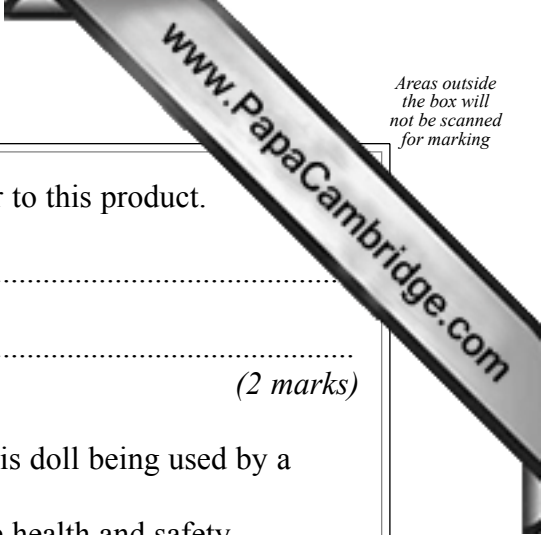 www.PapaCambridge.com
Areas outside
the box will
not be scanned
for marking
to this product.
(2 marks)
is doll being used by a
health and safety